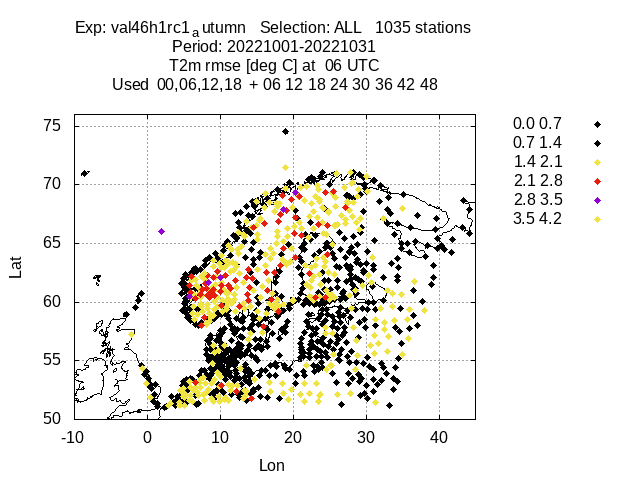 Exp: val46h1rc1autumn Selection: ALL 1035 stations
Period: 20221001-20221031
T2m rmse [deg C] at 06 UTC
Used 00,06,12,18 + 06 12 18 24 30 36 42 48
75
70
65
60
55
50
Lat
-10 0 10 20 30 40
Lon
0.0 0.7
0.7 1.4
1.4 2.1
2.1 2.8
2.8 3.5
3.5 4.2